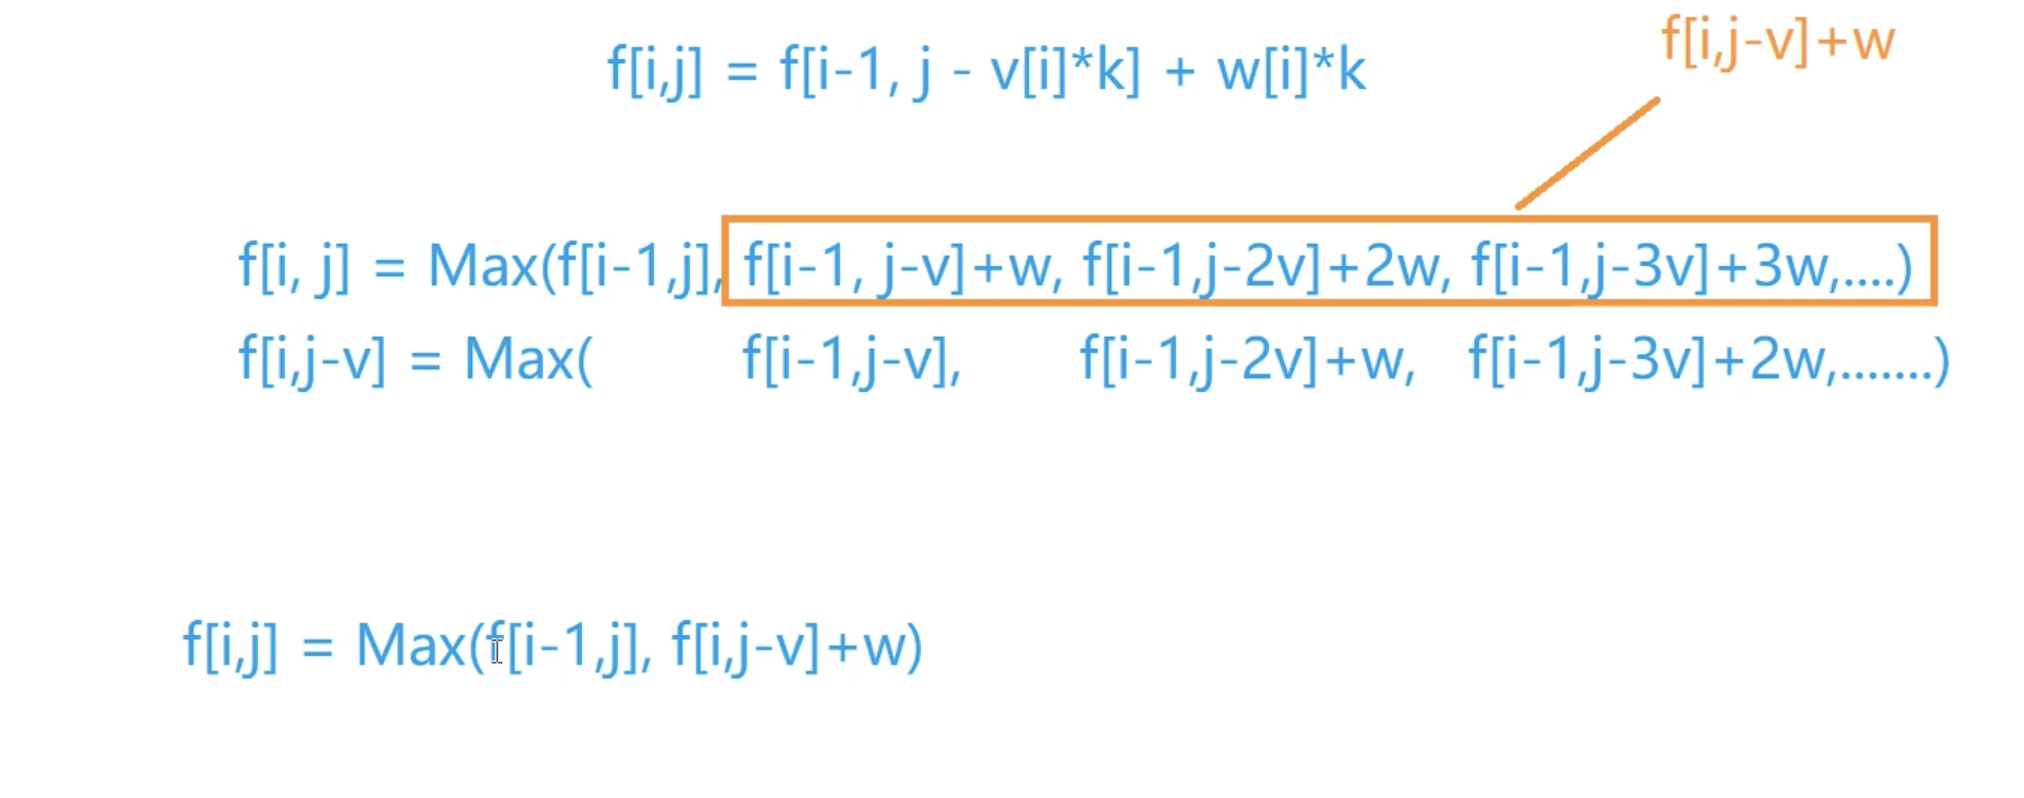 f[i,j-v]+w
f[i,j] = f[i-1, j - v[i]*k] + w[i]*k
f[i, j] = Max(f[i-1,j], f[i-1, j-v]+w, f[i-1,j-2v]+2w, f[i-1,j-3v]+3w,....)
f[i,j-v] = Max( f[i-1,j-v], f[i-1,j-2v]+w, f[i-1,j-3v]+2w,.......)
f[i,j] = Max(f[i-1,j], f[i,j-v]+w)